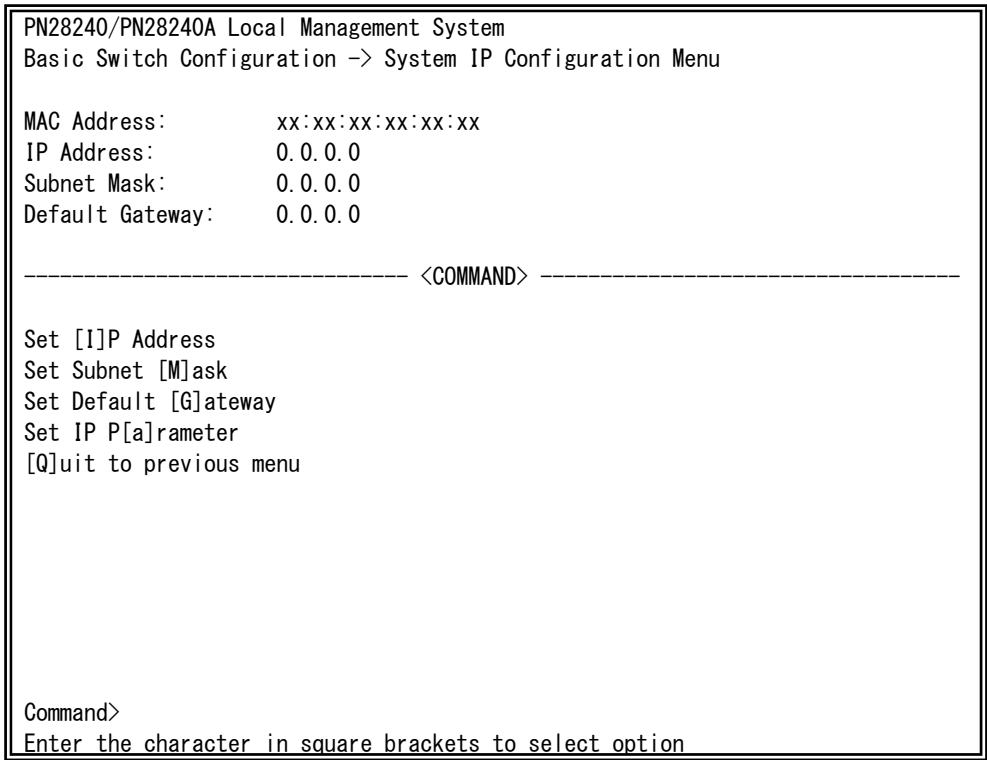 PN28240/PN28240A Local Management System
Basic Switch Configuration -> System IP Configuration Menu
MAC Address: xx:xx:xx:xx:xx:xx
IP Address: 0.0.0.0
Subnet Mask: 0.0.0.0
Default Gateway: 0.0.0.0
-------------------------------- <COMMAND> -----------------------------------
Set [I]P Address
Set Subnet [M]ask
Set Default [G]ateway
Set IP P[a]rameter
[Q]uit to previous menu
Command>
Enter the character in square brackets to select option